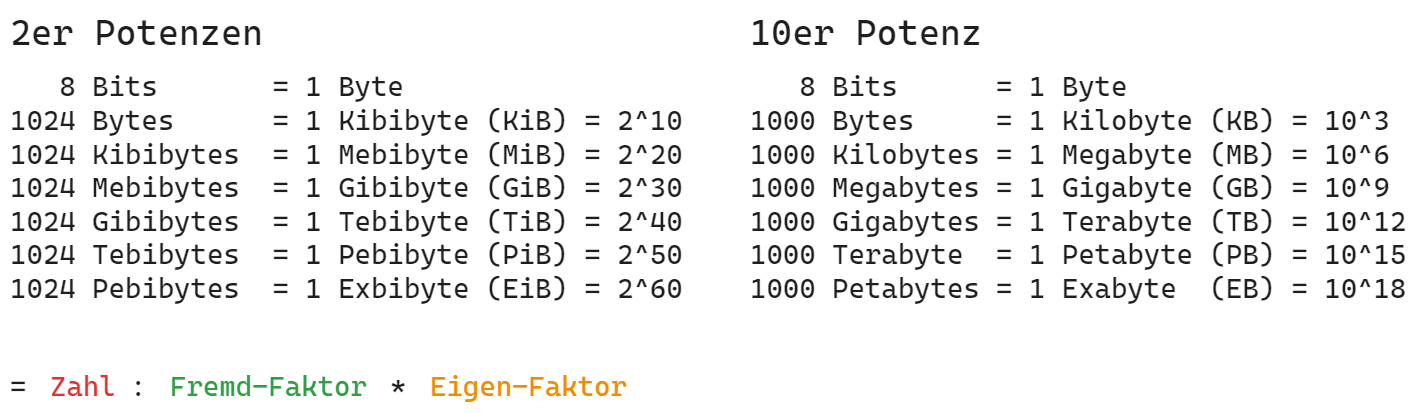 2er Potenzen
8 Bits = 1 Byte
1024 Bytes = 1 Kibibyte (KiB) = 2^10
1024 Kibibytes = 1 Mebibyte (MiB) = 2^20
1024 Mebibytes = 1 Gibibyte (GiB) = 2^30
1024 Gibibytes = 1 Tebibyte (TiB) = 2^40
1024 Tebibytes = 1 Pebibyte (PiB) = 2^50
1024 Pebibytes = 1 Exbibyte (EiB) = 2^60
10er Potenz
8 Bits = 1 Byte
1000 Bytes = 1 Kilobyte (KB) = 10^3
1000 Kilobytes = 1 Megabyte (MB) = 10^6
1000 Megabytes = 1 Gigabyte (GB) = 10^9
1000 Gigabytes = 1 Terabyte (TB) = 10^12
1000 Terabyte = 1 Petabyte (PB) = 10^15
1000 Petabytes = 1 Exabyte (EB) = 10^18
= Zahl : Fremd-Faktor * Eigen-Faktor